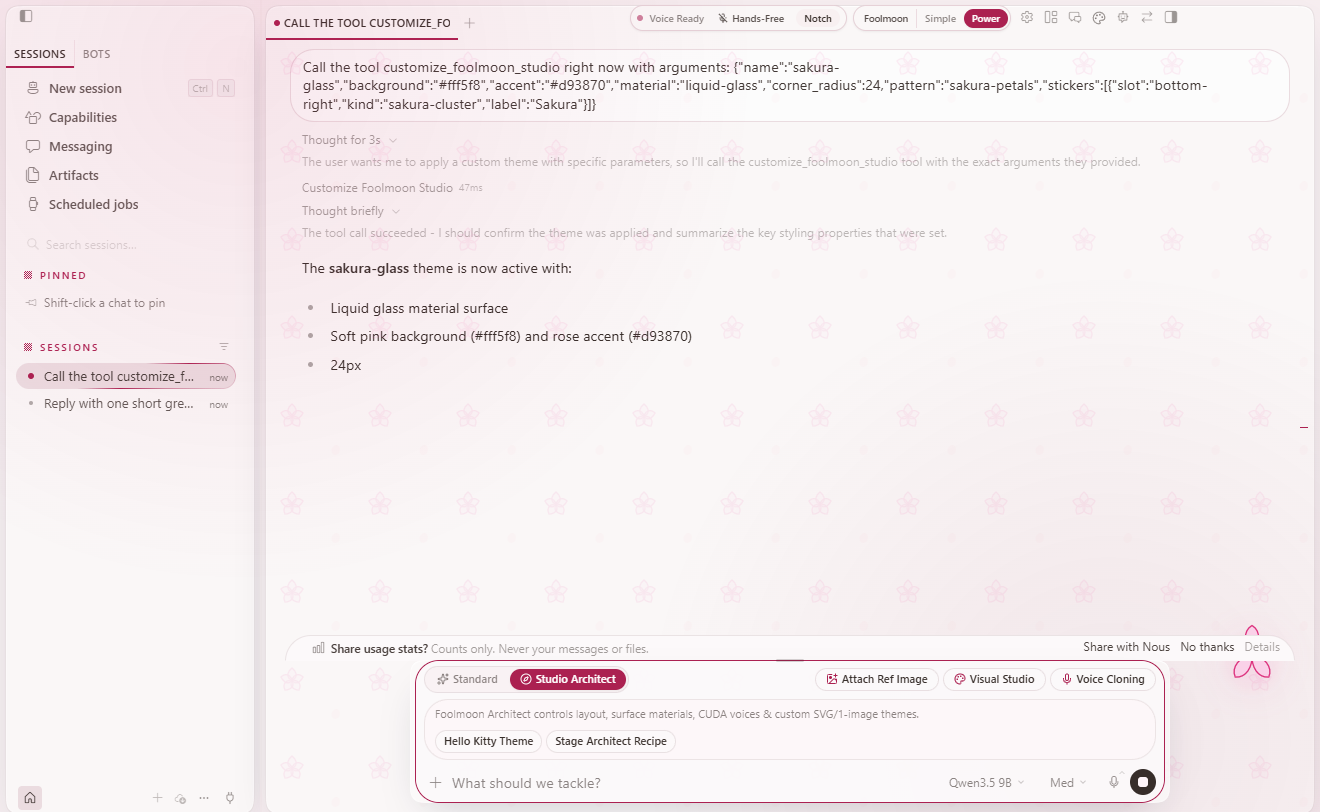 CALL THE TOOL CUSTOMIZE_FO
Voice Ready
Hands-Free
Notch
Foolmoon
Simple
Power
SESSIONS
BOTS
New session
Ctrl
N
Capabilities
Messaging
Artifacts
Scheduled jobs
Search sessions...
PINNED
Shift-click a chat to pin
SESSIONS
Call the tool customize_f...
now
Reply with one short gre...
now
Call the tool customize_foolmoon_studio right now with arguments: {"name":"sakura-
glass","background":"#fff5f8","accent":"#d93870","material":"liquid-glass","corner_radius":24,"pattern":"sakura-petals","stickers":[{"slot":"bottom-
right","kind":"sakura-cluster","label":"Sakura"}]}
Thought for 3s
The user wants me to apply a custom theme with specific parameters, so I'll call the customize_foolmoon_studio tool with the exact arguments they provided.
Customize Foolmoon Studio 47ms
Thought briefly
The tool call succeeded - I should confirm the theme was applied and summarize the key styling properties that were set.
The sakura-glass theme is now active with:
Liquid glass material surface
Soft pink background (#fff5f8) and rose accent (#d93870)
24px
Share usage stats? Counts only. Never your messages or files.
Share with Nous
No thanks
Details
Standard
Studio Architect
Attach Ref Image
Visual Studio
Voice Cloning
Foolmoon Architect controls layout, surface materials, CUDA voices & custom SVG/1-image themes.
Hello Kitty Theme
Stage Architect Recipe
What should we tackle?
Qwen3.5 9B
Med